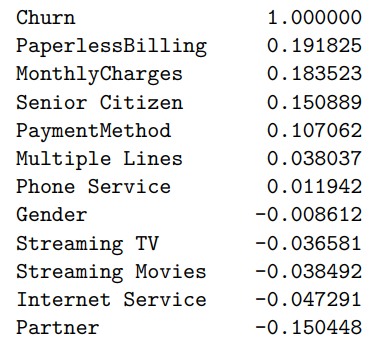 Churn 1.000000
PaperlessBilling 0.191825
MonthlyCharges 0.183523
Senior Citizen 0.150889
PaymentMethod 0.107062
Multiple Lines 0.038037
Phone Service 0.011942
Gender -0.008612
Streaming TV -0.036581
Streaming Movies -0.038492
Internet Service -0.047291
Partner -0.150448